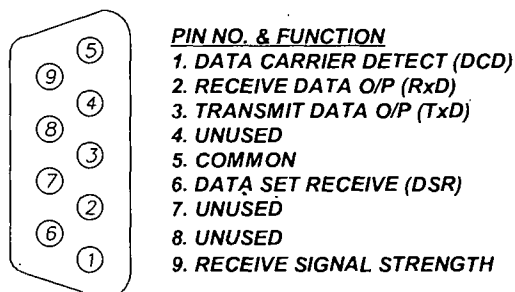 PIN NO. & FUNCTION
1. DATA CARRIER DETECT (DCD)
2. RECEIVE DATA O/P (RxD)
3. TRANSMIT DATA O/P (TxD)
4. UNUSED
5. COMMON
6. DATA SET RECEIVE (DSR)
7. UNUSED
8. UNUSED
9. RECEIVE SIGNAL STRENGTH
5
9
4
8
3
7
2
6
1